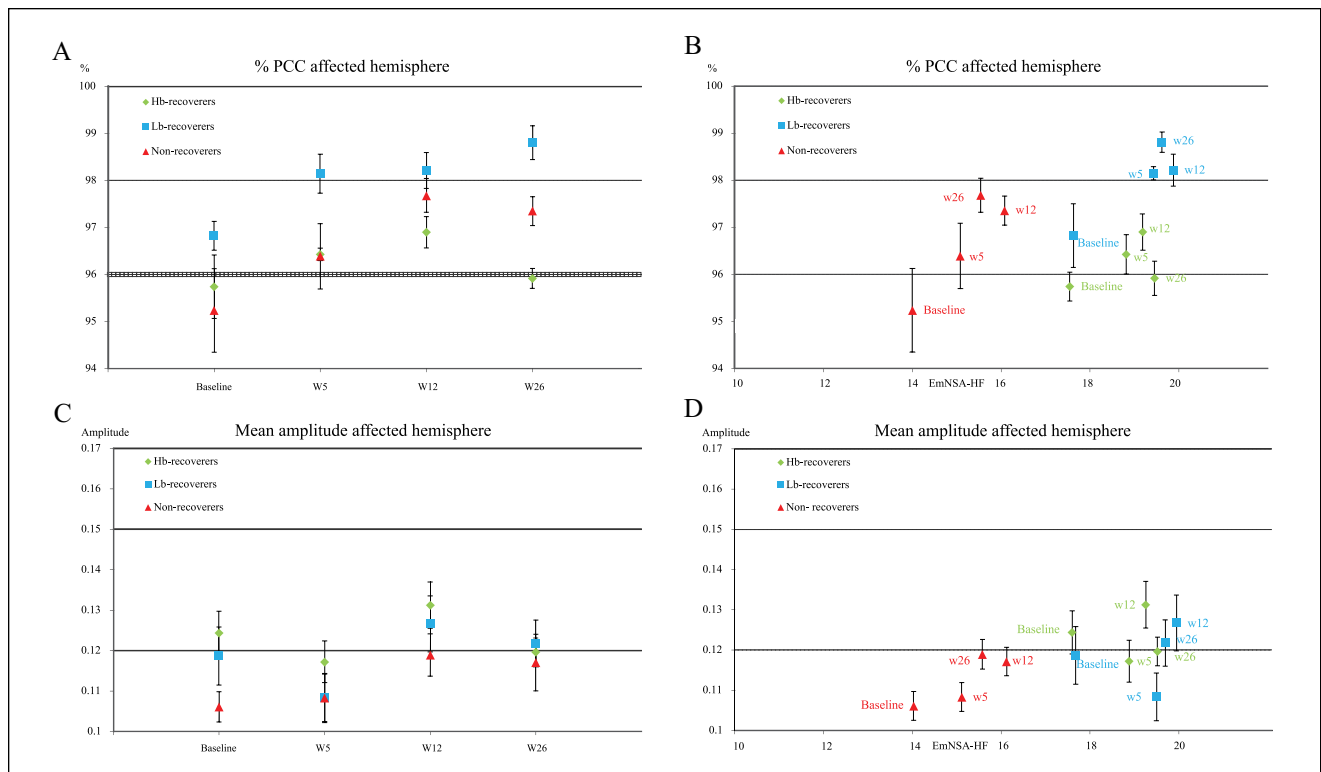 A
% PCC affected hemisphere
%
100
99
98
97
96
95
94
Hb-recoverers
Lb-recoverers
Non-recoverers
Baseline
W5
W12
W26
B
% PCC affected hemisphere
%
100
99
98
97
96
95
94
Hb-recoverers
Lb-recoverers
Non-recoverers
w26
w5
w12
w26
w12
w12
Baseline
w5
w5
w26
Baseline
Baseline
10
12
14
EmNSA-HF
16
18
20
C
Mean amplitude affected hemisphere
Amplitude
0.17
0.16
0.15
0.14
0.13
0.12
0.11
0.1
Hb-recoverers
Lb-recoverers
Non-recoverers
Baseline
W5
W12
W26
D
Mean amplitude affected hemisphere
Amplitude
0.17
0.16
0.15
0.14
0.13
0.12
0.11
0.1
Hb-recoverers
Lb-recoverers
Non- recoverers
w12
w12
Baseline
w26
w26
w12
Baseline
w5
w26
Baseline
w5
w5
10
12
14
EmNSA-HF
16
18
20